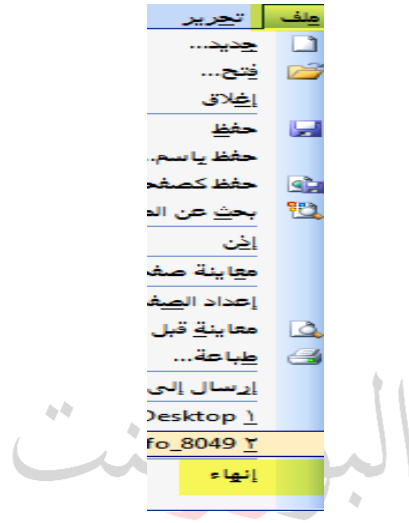 ملف تحرير
جديد...
فتح...
إغلاق
حفظ
حفظ باسم..
حفظ كصفح
بحث عن
إذن
معاينة صف
إعداد الصف
معاينة قبل
طباعة...
إرسال إلى
١ Desktop
٢ fo_8049
إنهاء